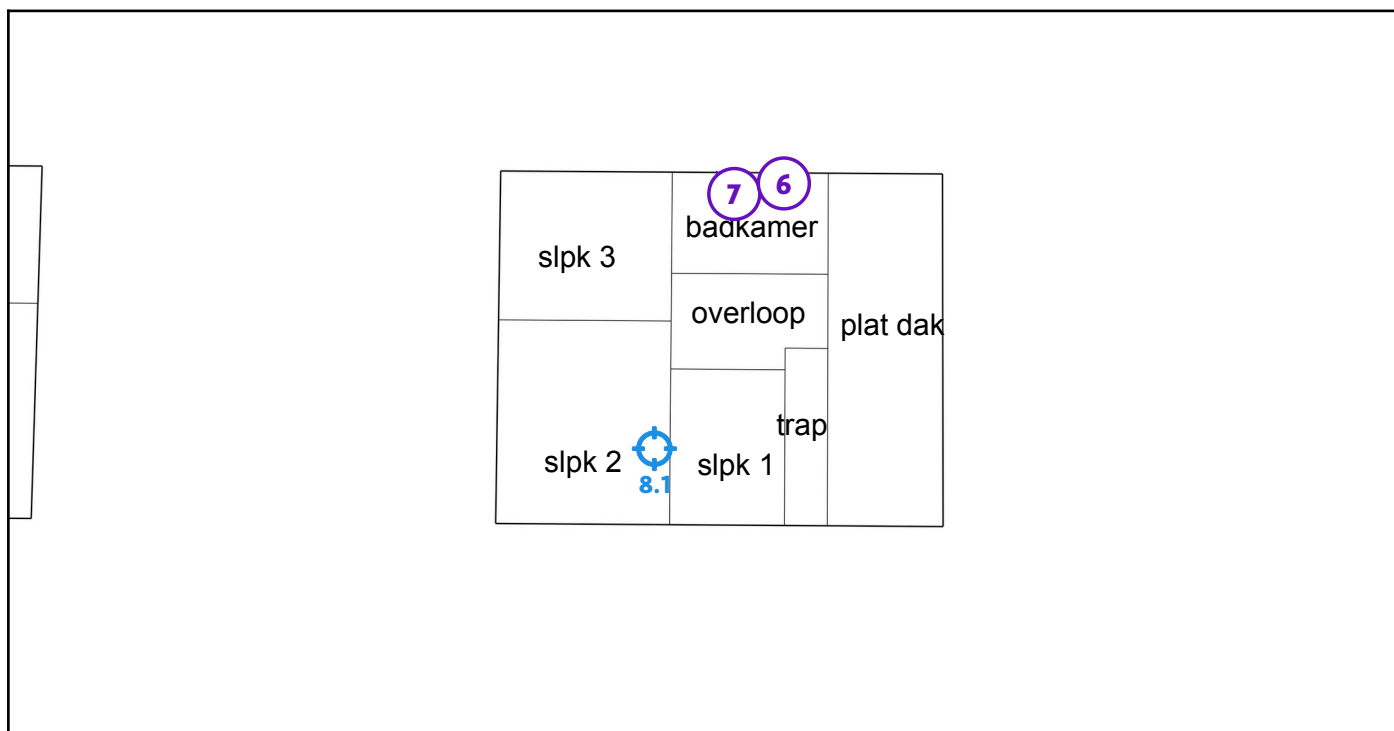 7
6
badkamer
slpk 3
overloop
plat dak
trap
slpk 2
slpk 1
8.1